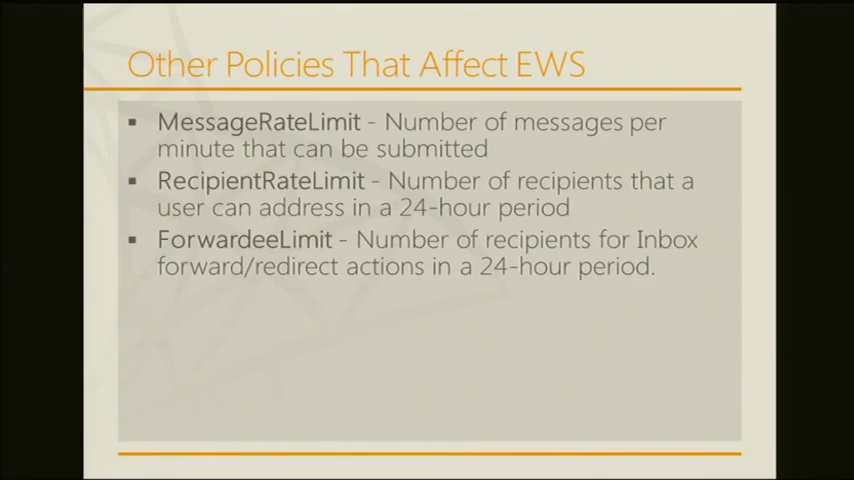 Other Policies That Affect EWS
▪ MessageRateLimit - Number of messages per
minute that can be submitted
▪ RecipientRateLimit - Number of recipients that a
user can address in a 24-hour period
▪ ForwardeeLimit - Number of recipients for Inbox
forward/redirect actions in a 24-hour period.